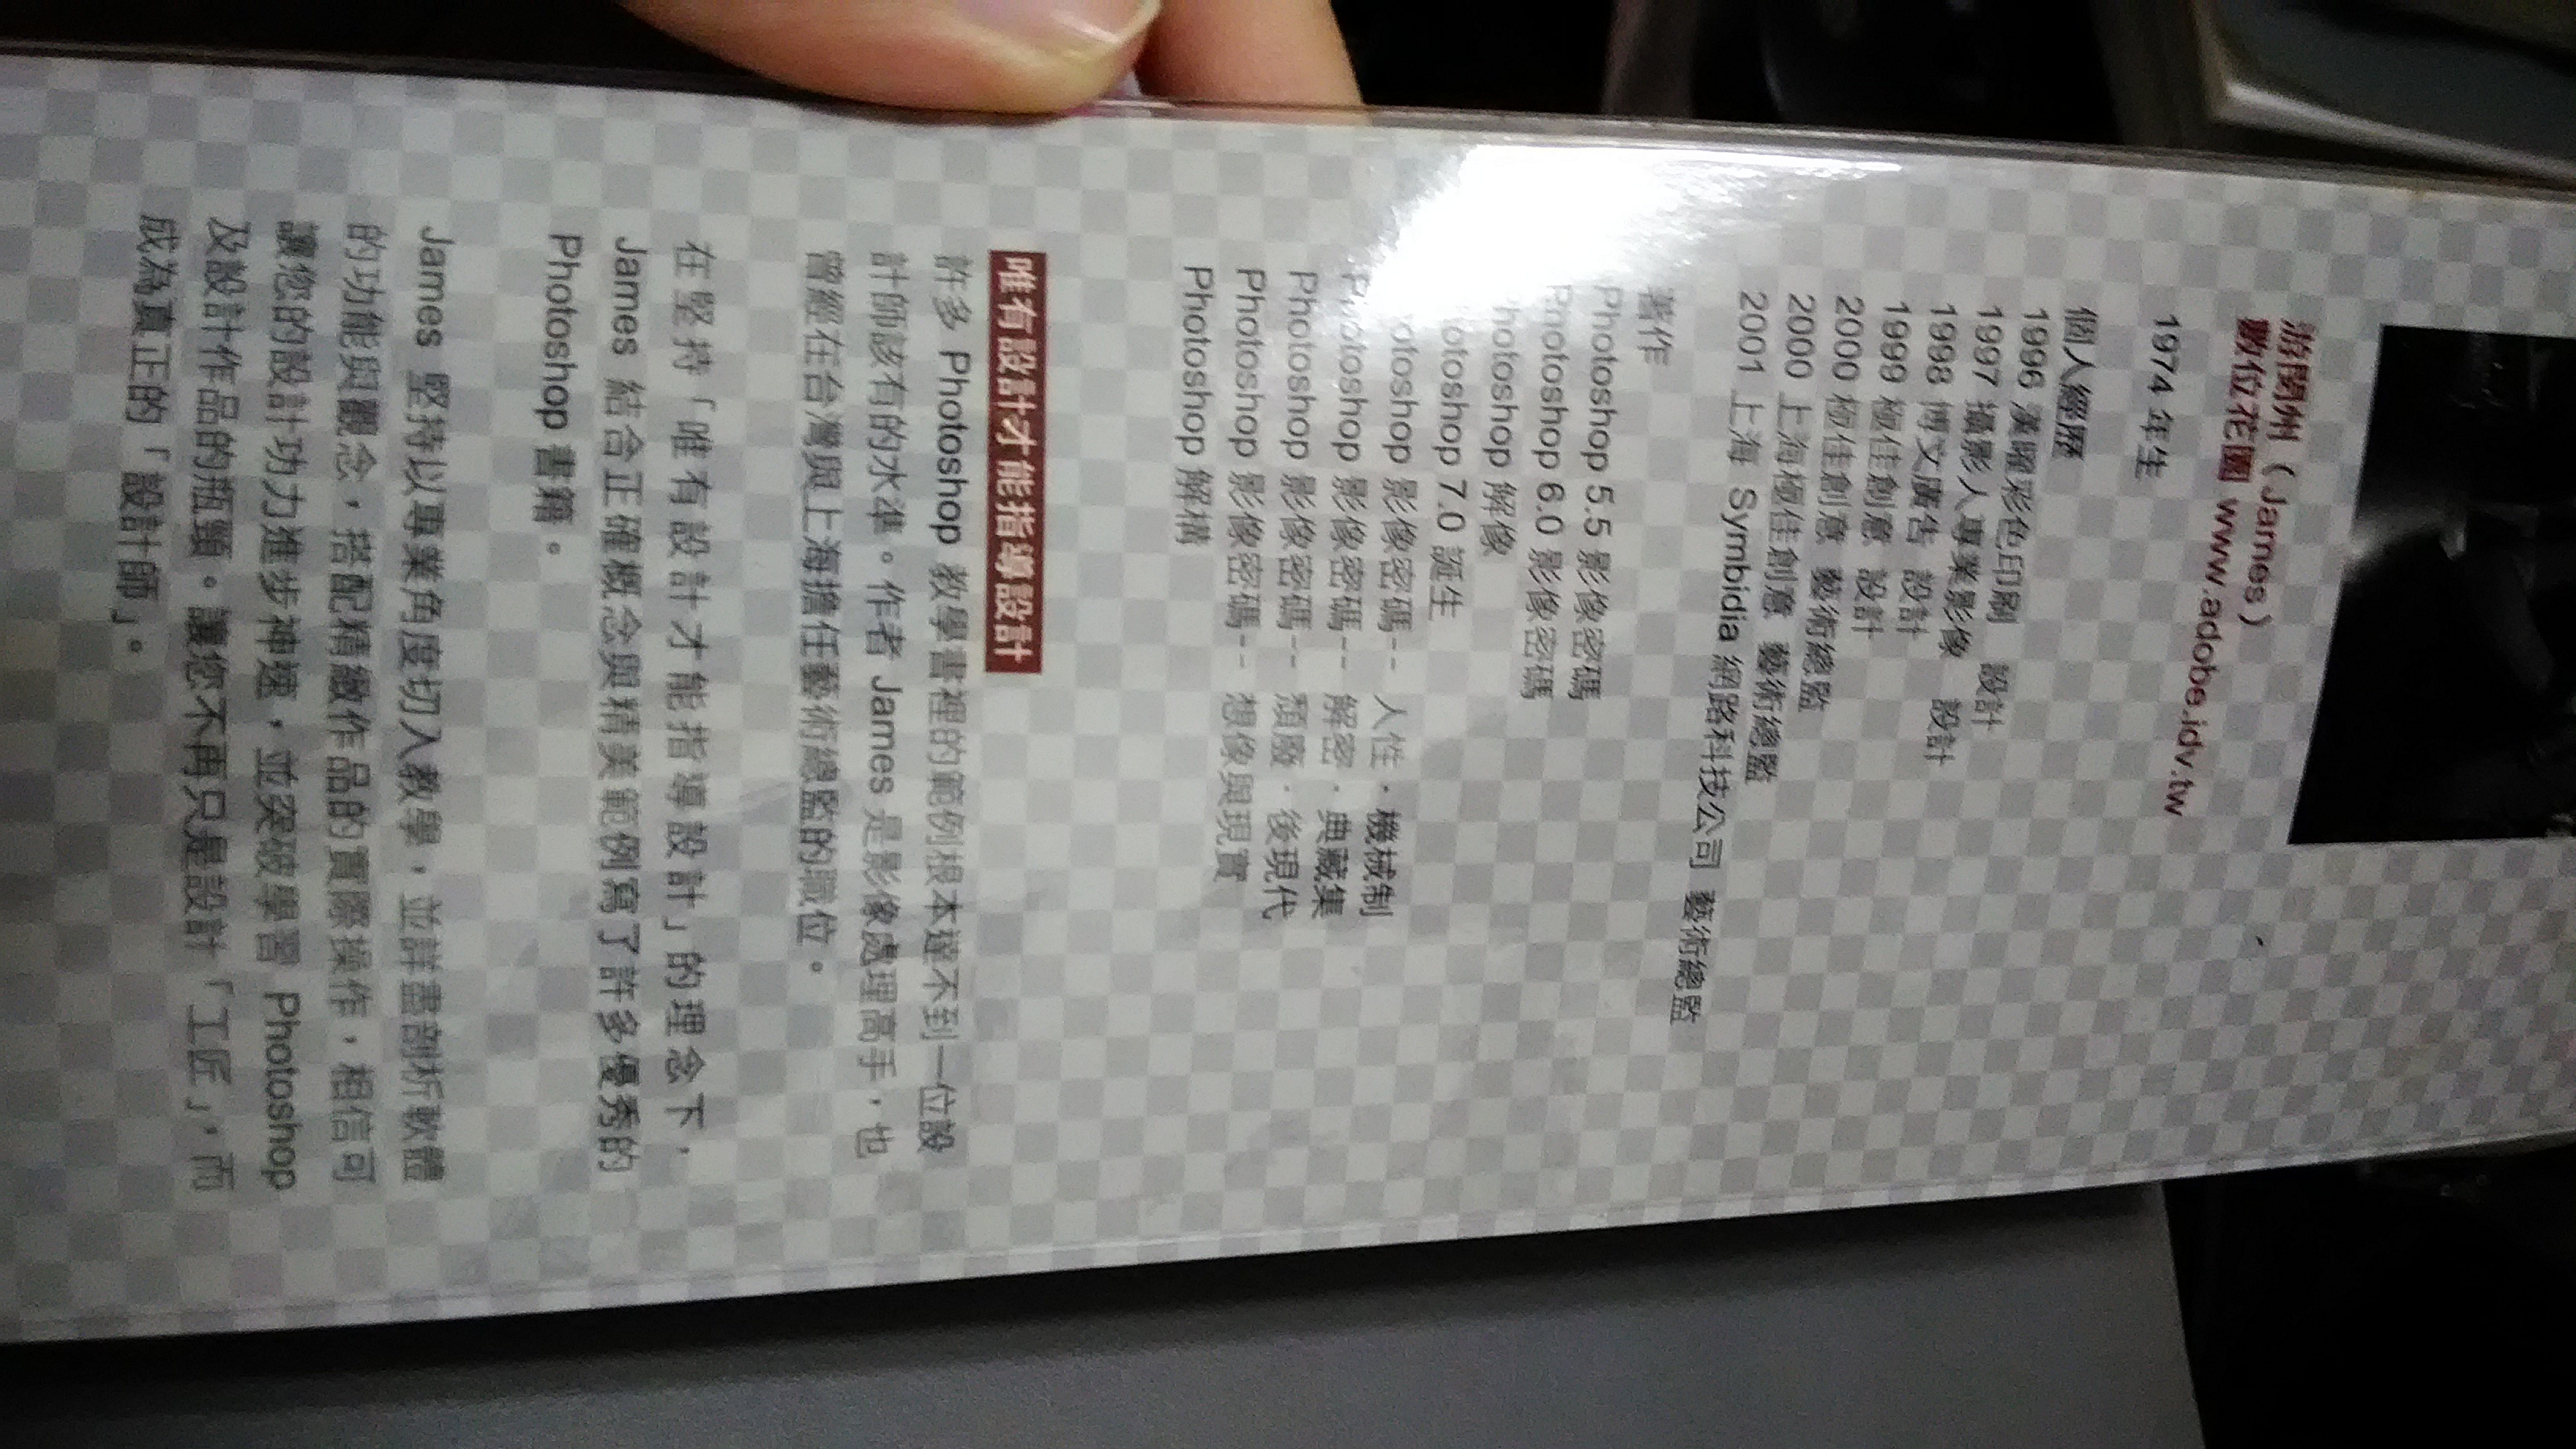 游閔州（James）
數位花園 www.adobe.idv.tw
1974 年生
個人經歷
1996 漢曜彩色印刷 設計
1997 攝影人專業影像 設計
1998 博文廣告 設計
1999 極佳創意 設計
2000 極佳創意 藝術總監
2000 上海極佳創意 藝術總監
2001 上海 Symbidia 網路科技公司 藝術總監
著作
Photoshop 5.5 影像密碼
Photoshop 6.0 影像密碼
Photoshop 解像
Photoshop 7.0 誕生
Photoshop 影像密碼-- 人性．機械制
Photoshop 影像密碼-- 解密．典藏集
Photoshop 影像密碼-- 頹廢．後現代
Photoshop 影像密碼-- 想像與現實
Photoshop 解構
唯有設計才能指導設計
許多 Photoshop 教學書裡的範例根本達不到一位設
計師該有的水準。作者 James 是影像處理高手，也
曾經在台灣與上海擔任藝術總監的職位。
在堅持「唯有設計才能指導設計」的理念下，
James 結合正確概念與精美範例寫了許多優秀的
Photoshop 書籍。
James 堅持以專業角度切入教學，並詳盡剖析軟體
的功能與觀念，搭配精緻作品的實際操作，相信可
讓您的設計功力進步神速，並突破學習 Photoshop
及設計作品的瓶頸。讓您不再只是設計「工匠」，而
成為真正的「設計師」。